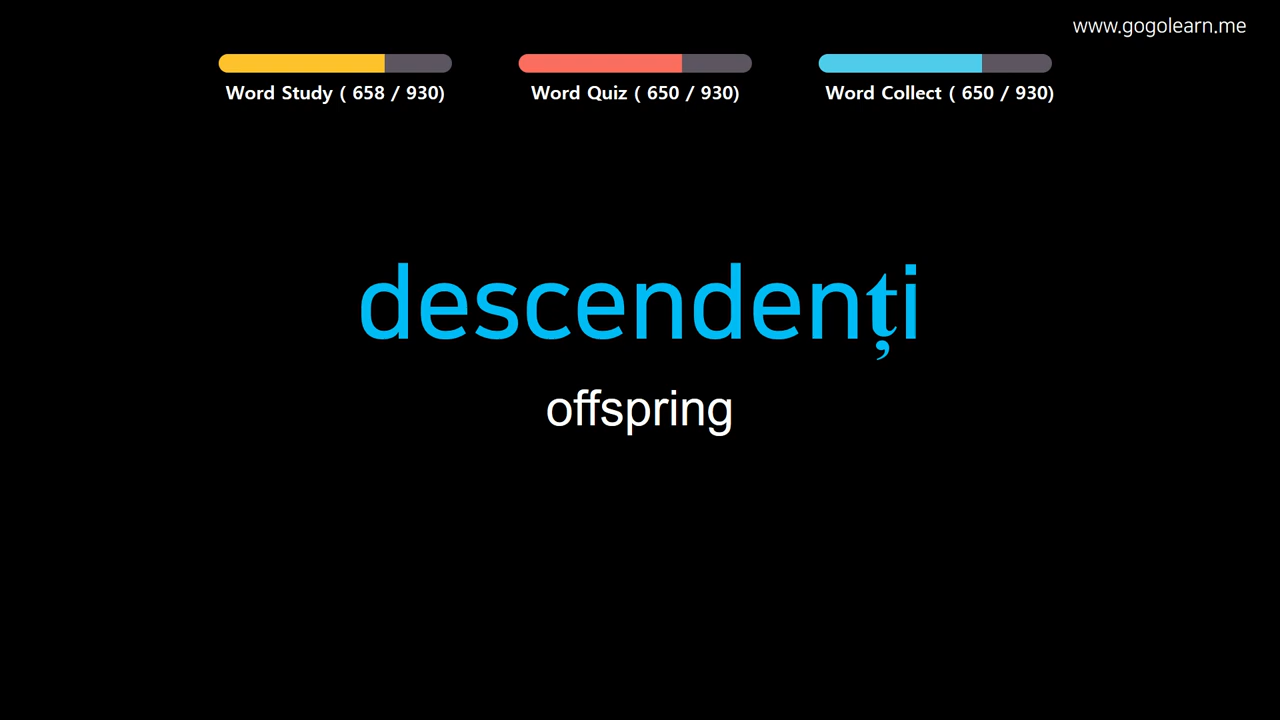 www.gogolearn.me
Word Study ( 658 / 930)
Word Quiz ( 650 / 930)
Word Collect ( 650 / 930)
descendenți
offspring